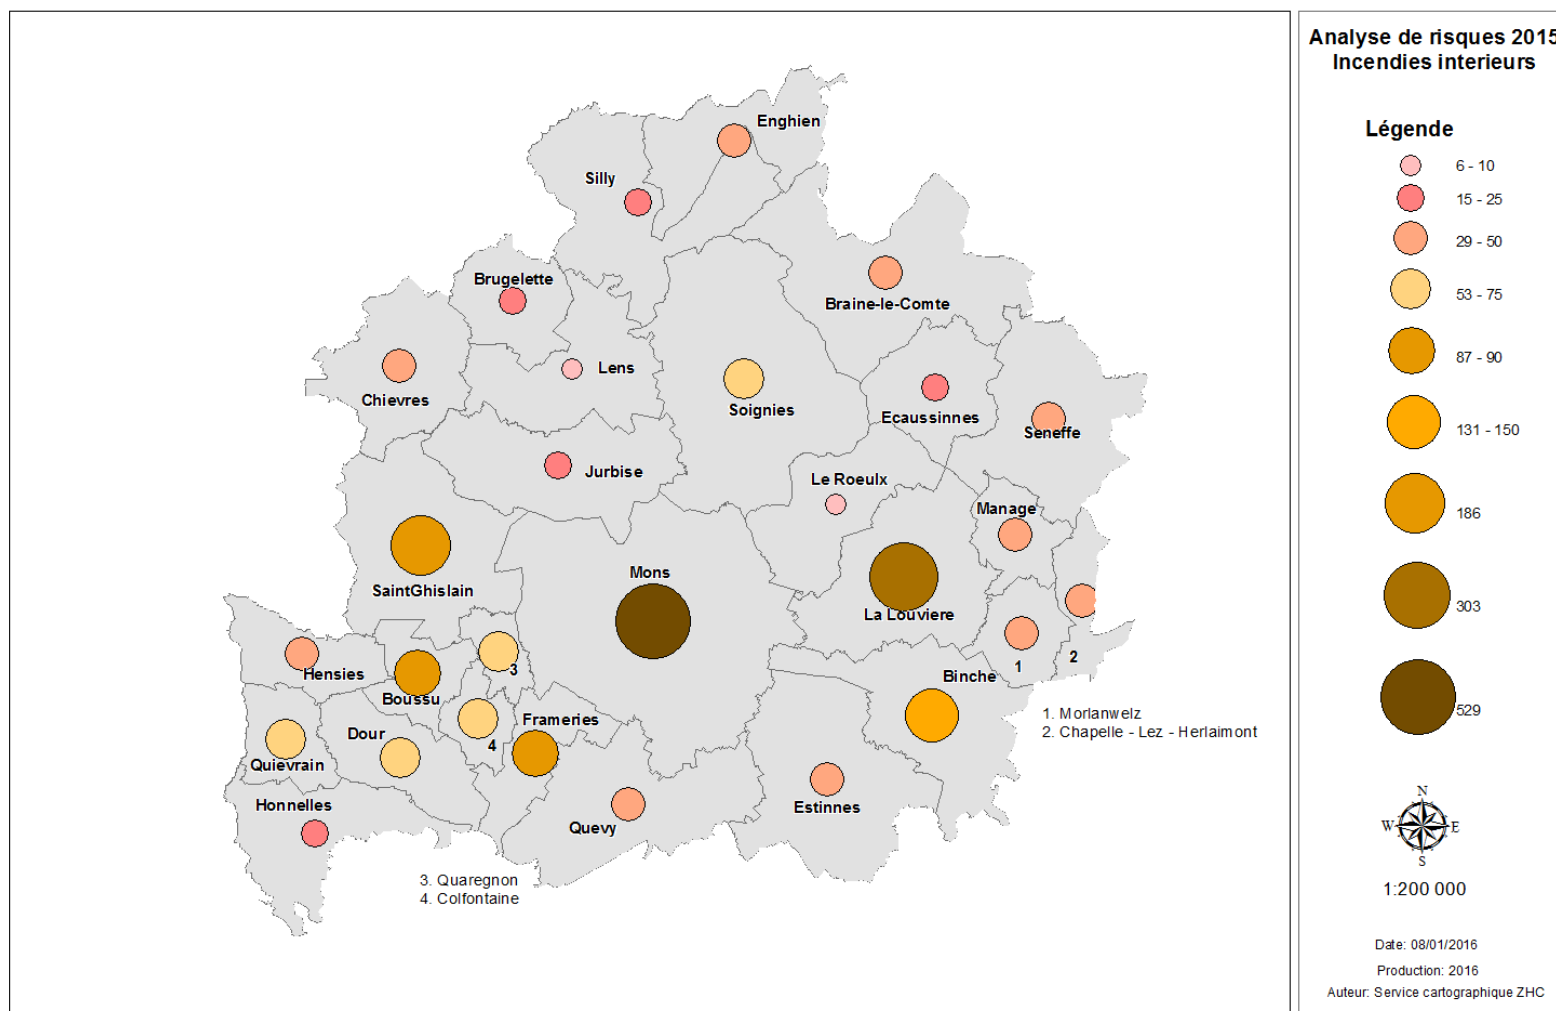 Analyse de risques 2015
Incendies interieurs
Légende
6 - 10
15 - 25
29 - 50
53 - 75
87 - 90
131 - 150
186
303
529
N
W E
S
1:200 000
Date: 08/01/2016
Production: 2016
Auteur: Service cartographique ZHC
Enghien
Silly
Brugelette
Braine-le-Comte
Lens
Chievres
Soignies
Ecaussinnes
Seneffe
Jurbise
Le Roeulx
Manage
Mons
SaintGhislain
La Louviere
Hensies
3
1
2
Boussu
Binche
Frameries
Dour
4
Quievrain
Honnelles
Estinnes
Quevy
1. Morlanwelz
2. Chapelle - Lez - Herlaimont
3. Quaregnon
4. Colfontaine